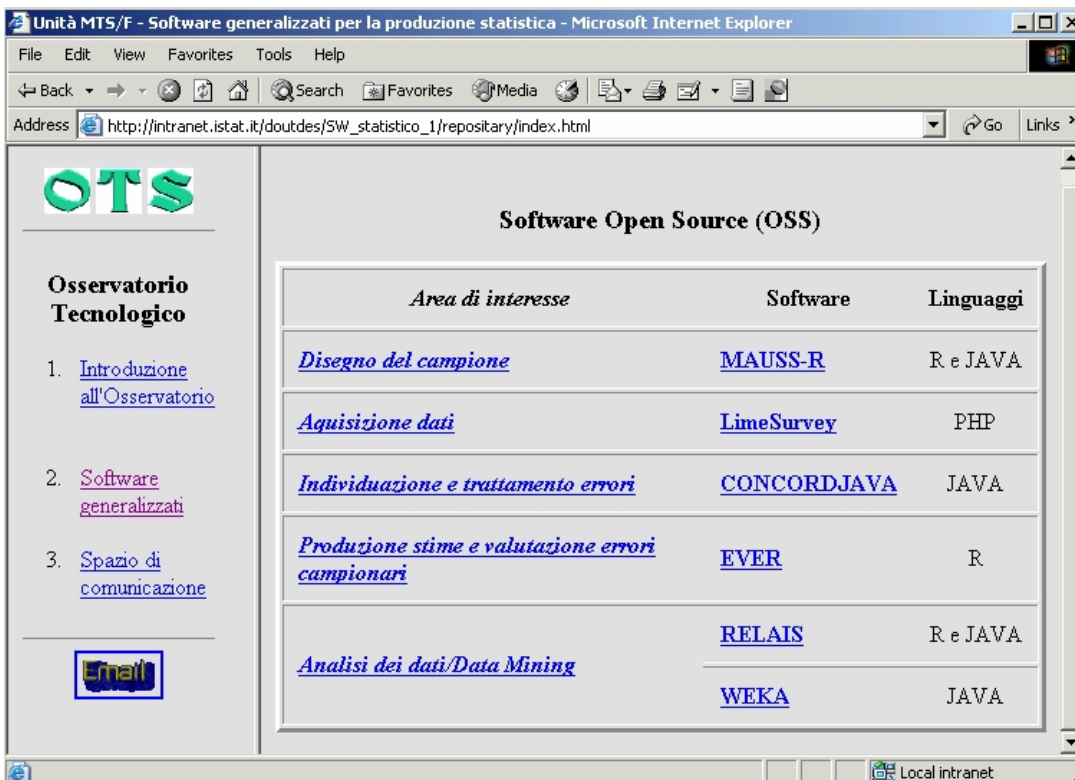 Unità MTS/F - Software generalizzati per la produzione statistica - Microsoft Internet Explorer
File Edit View Favorites Tools Help
Back Search Favorites Media
Address http://intranet.istat.it/doutdes/SW_statistico_1/repositary/index.html Go Links »
OTS
Osservatorio
Tecnologico
1. Introduzione
all'Osservatorio
2. Software
generalizzati
3. Spazio di
comunicazione
Email
Software Open Source (OSS)
Area di interesse Software Linguaggi
Disegno del campione MAUSS-R R e JAVA
Aquisizione dati LimeSurvey PHP
Individuazione e trattamento errori CONCORDJAVA JAVA
Produzione stime e valutazione errori
campionari EVER R
Analisi dei dati/Data Mining RELAIS R e JAVA
WEKA JAVA
Local intranet